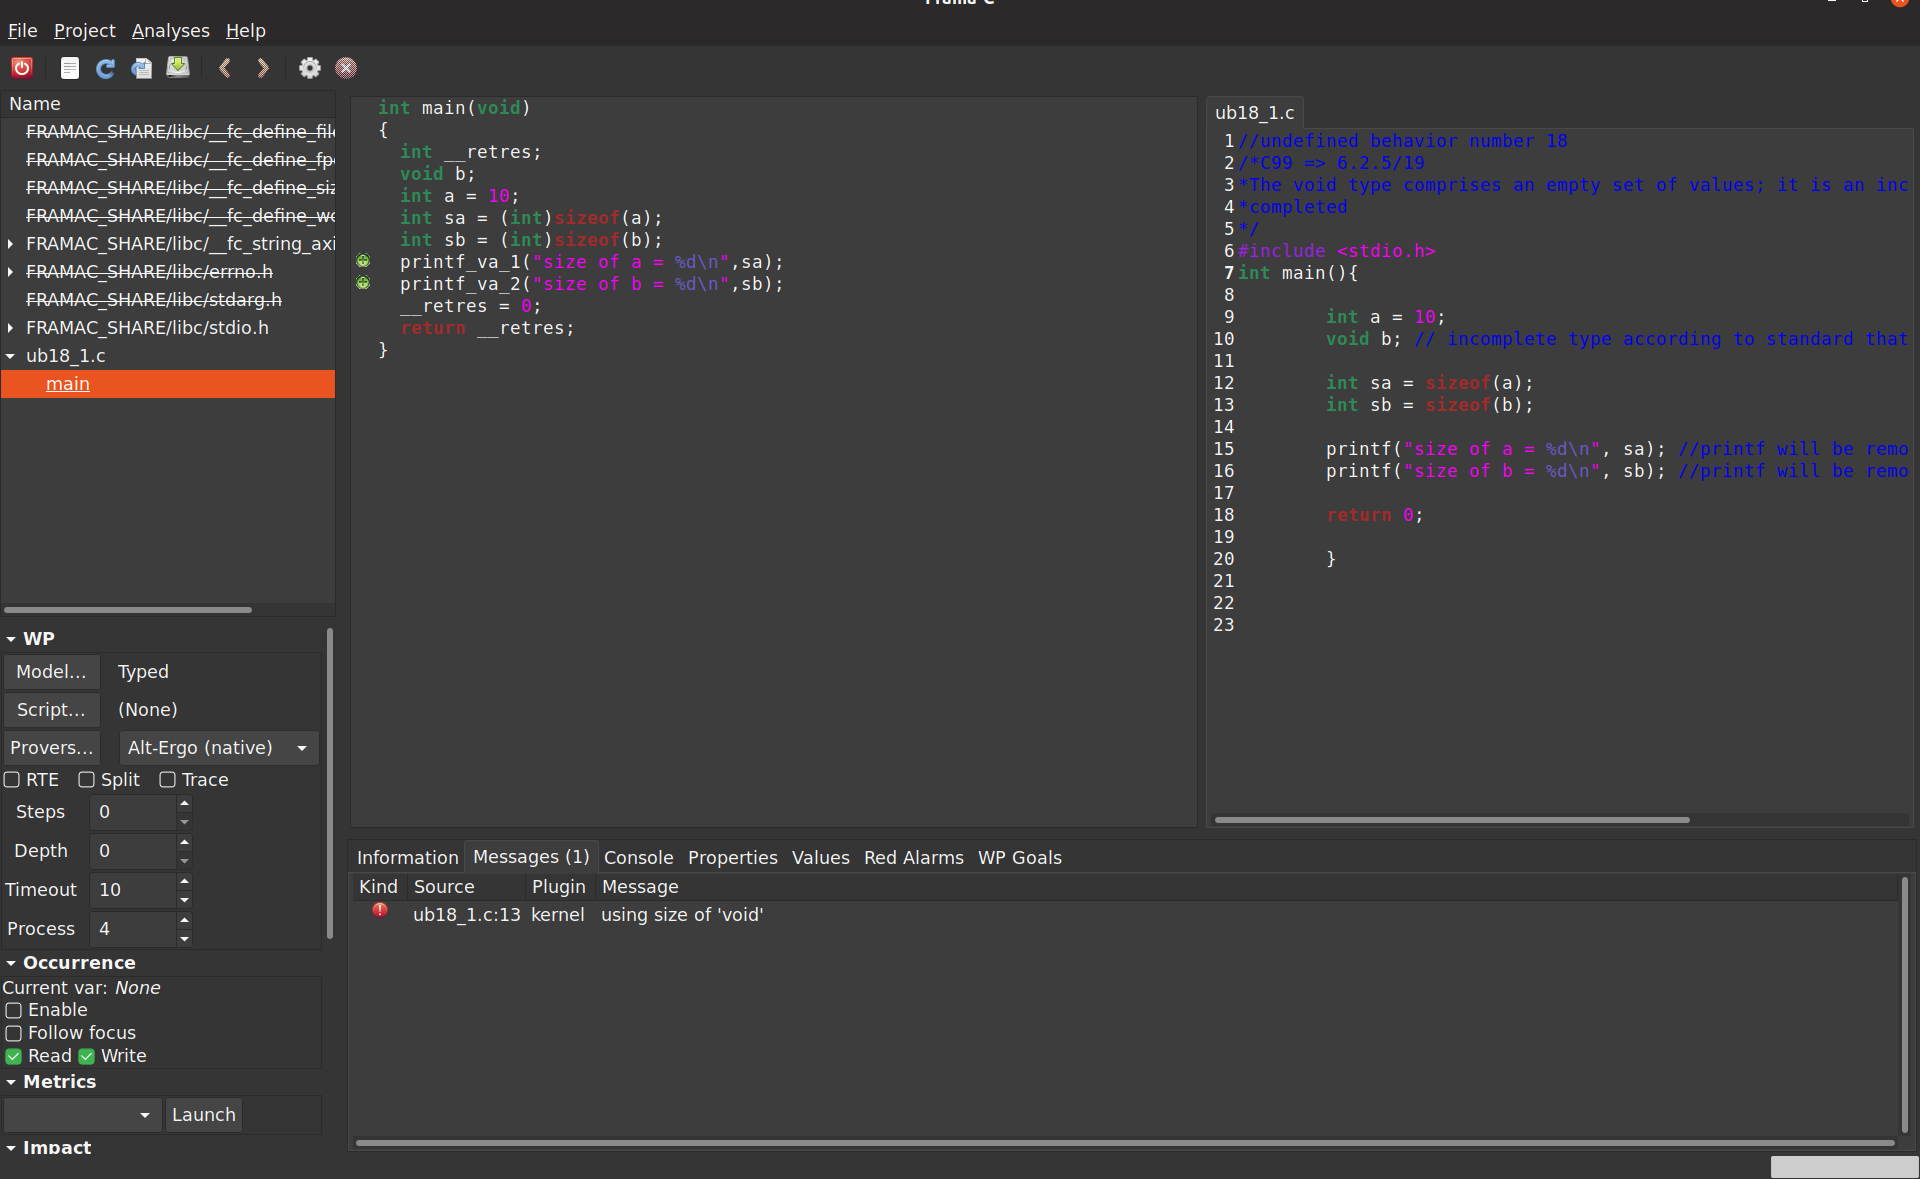 Frama-C
File Project Analyses Help
Name
FRAMAC_SHARE/libc/__fc_define_file
FRAMAC_SHARE/libc/__fc_define_fp
FRAMAC_SHARE/libc/__fc_define_siz
FRAMAC_SHARE/libc/__fc_define_wc
FRAMAC_SHARE/libc/__fc_string_axi
FRAMAC_SHARE/libc/errno.h
FRAMAC_SHARE/libc/stdarg.h
FRAMAC_SHARE/libc/stdio.h
ub18_1.c
main
WP
Model... Typed
Script... (None)
Provers... Alt-Ergo (native)
RTE Split Trace
Steps 0
Depth 0
Timeout 10
Process 4
Occurrence
Current var: None
Enable
Follow focus
Read Write
Metrics
Launch
Impact
int main(void)
{
int __retres;
void b;
int a = 10;
int sa = (int)sizeof(a);
int sb = (int)sizeof(b);
printf_va_1("size of a = %d\n",sa);
printf_va_2("size of b = %d\n",sb);
__retres = 0;
return __retres;
}
ub18_1.c
1 //undefined behavior number 18
2 /*C99 => 6.2.5/19
3 *The void type comprises an empty set of values; it is an inc
4 *completed
5 */
6 #include <stdio.h>
7 int main(){
8
9 int a = 10;
10 void b; // incomplete type according to standard that
11
12 int sa = sizeof(a);
13 int sb = sizeof(b);
14
15 printf("size of a = %d\n", sa); //printf will be remo
16 printf("size of b = %d\n", sb); //printf will be remo
17
18 return 0;
19
20 }
21
22
23
Information Messages (1) Console Properties Values Red Alarms WP Goals
Kind Source Plugin Message
ub18_1.c:13 kernel using size of 'void'